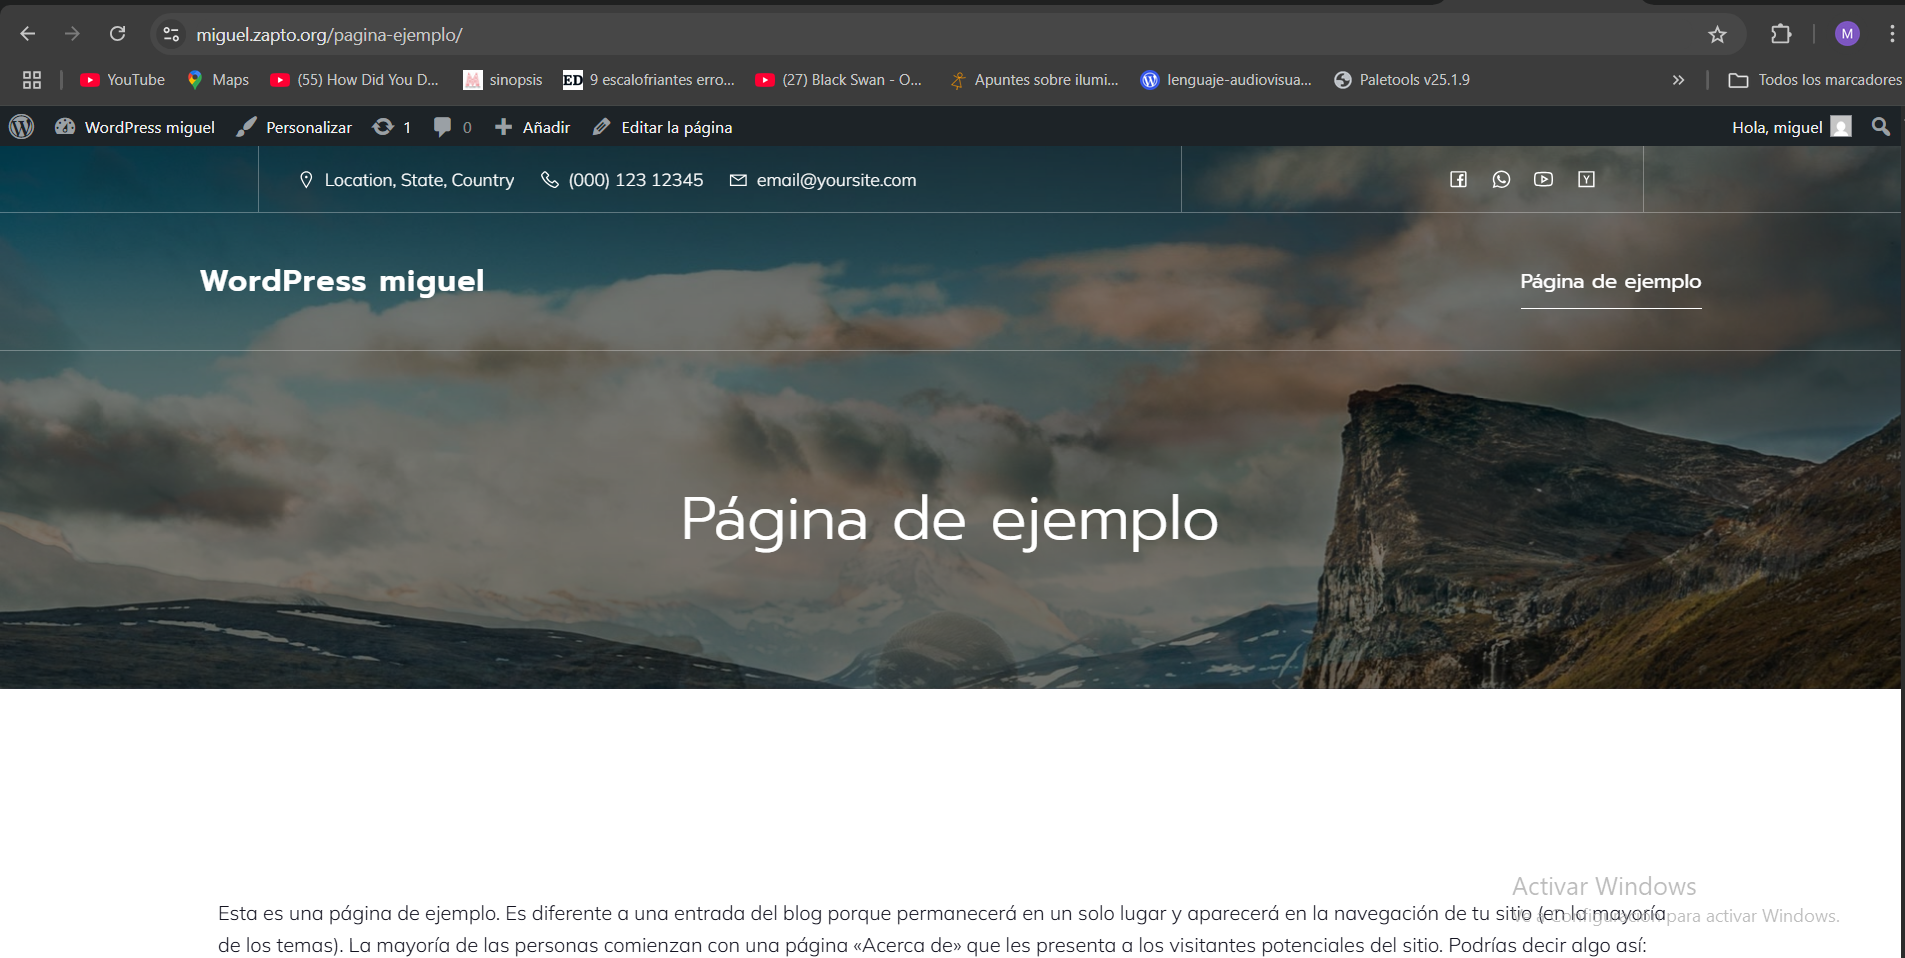 miguel.zapto.org/pagina-ejemplo/
M
YouTube
Maps
(55) How Did You D...
sinopsis
ED 9 escalofriantes erro...
(27) Black Swan - O...
Apuntes sobre ilumi...
lenguaje-audiovisua...
Paletools v25.1.9
»
Todos los marcadores
WordPress miguel
Personalizar
1
0
Añadir
Editar la página
Hola, miguel
Location, State, Country
(000) 123 12345
email@yoursite.com
WordPress miguel
Página de ejemplo
Página de ejemplo
Activar Windows
Ve a Configuración para activar Windows.
Esta es una página de ejemplo. Es diferente a una entrada del blog porque permanecerá en un solo lugar y aparecerá en la navegación de tu sitio (en la mayoría
de los temas). La mayoría de las personas comienzan con una página «Acerca de» que les presenta a los visitantes potenciales del sitio. Podrías decir algo así: